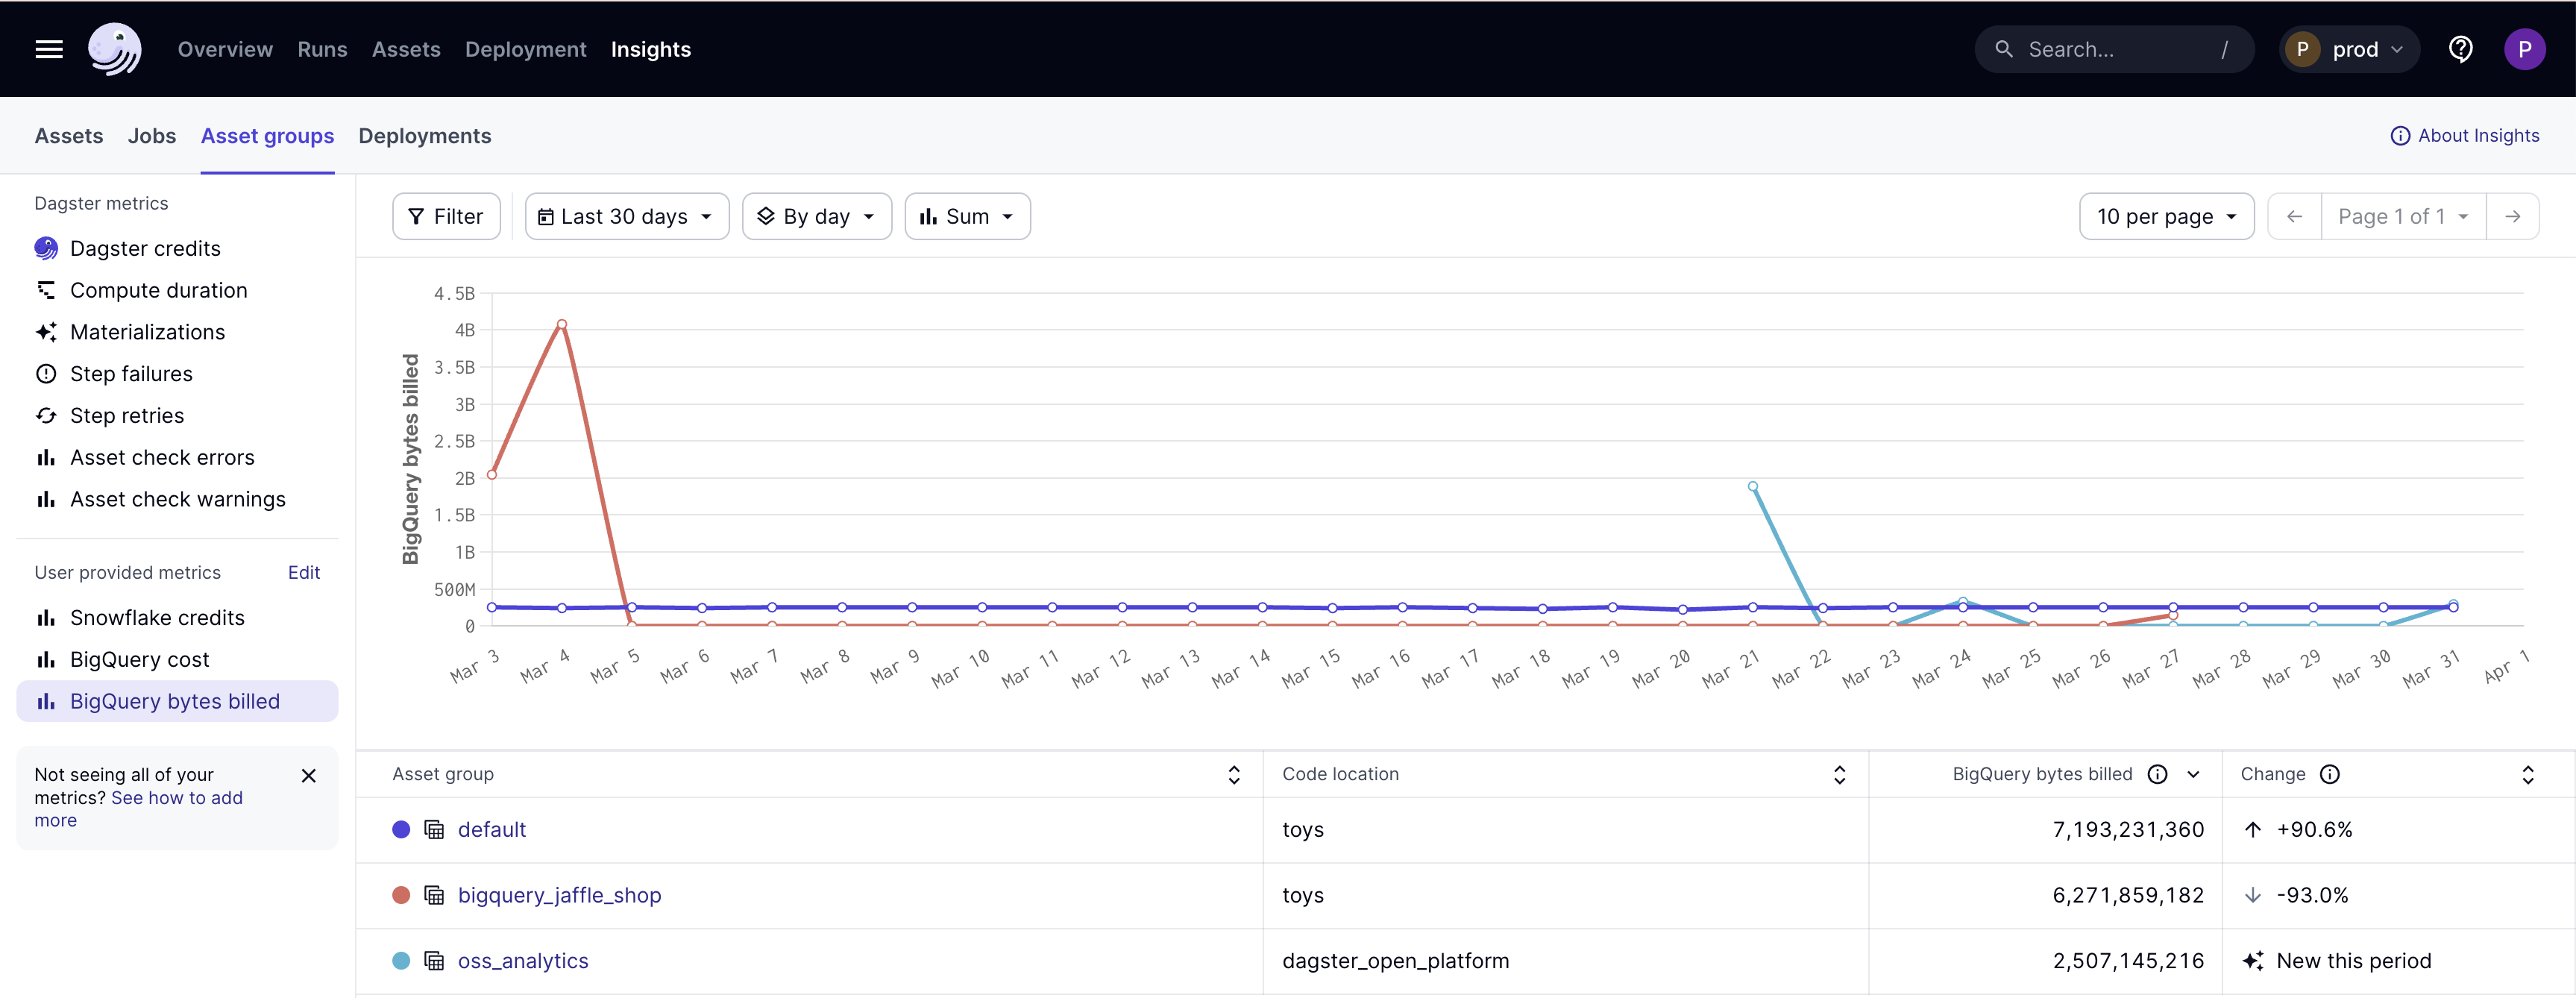 Overview Runs Assets Deployment Insights Search... / P prod P
Assets Jobs Asset groups Deployments About Insights
Dagster metrics
Dagster credits
Compute duration
Materializations
Step failures
Step retries
Asset check errors
Asset check warnings
User provided metrics Edit
Snowflake credits
BigQuery cost
BigQuery bytes billed
Not seeing all of your
metrics? See how to add
more
Filter Last 30 days By day Sum 10 per page Page 1 of 1
BigQuery bytes billed
4.5B
4B
3.5B
3B
2.5B
2B
1.5B
1B
500M
0
Mar 3 Mar 4 Mar 5 Mar 6 Mar 7 Mar 8 Mar 9 Mar 10 Mar 11 Mar 12 Mar 13 Mar 14 Mar 15 Mar 16 Mar 17 Mar 18 Mar 19 Mar 20 Mar 21 Mar 22 Mar 23 Mar 24 Mar 25 Mar 26 Mar 27 Mar 28 Mar 29 Mar 30 Mar 31 Apr 1
Asset group Code location BigQuery bytes billed Change
default toys 7,193,231,360 +90.6%
bigquery_jaffle_shop toys 6,271,859,182 -93.0%
oss_analytics dagster_open_platform 2,507,145,216 New this period